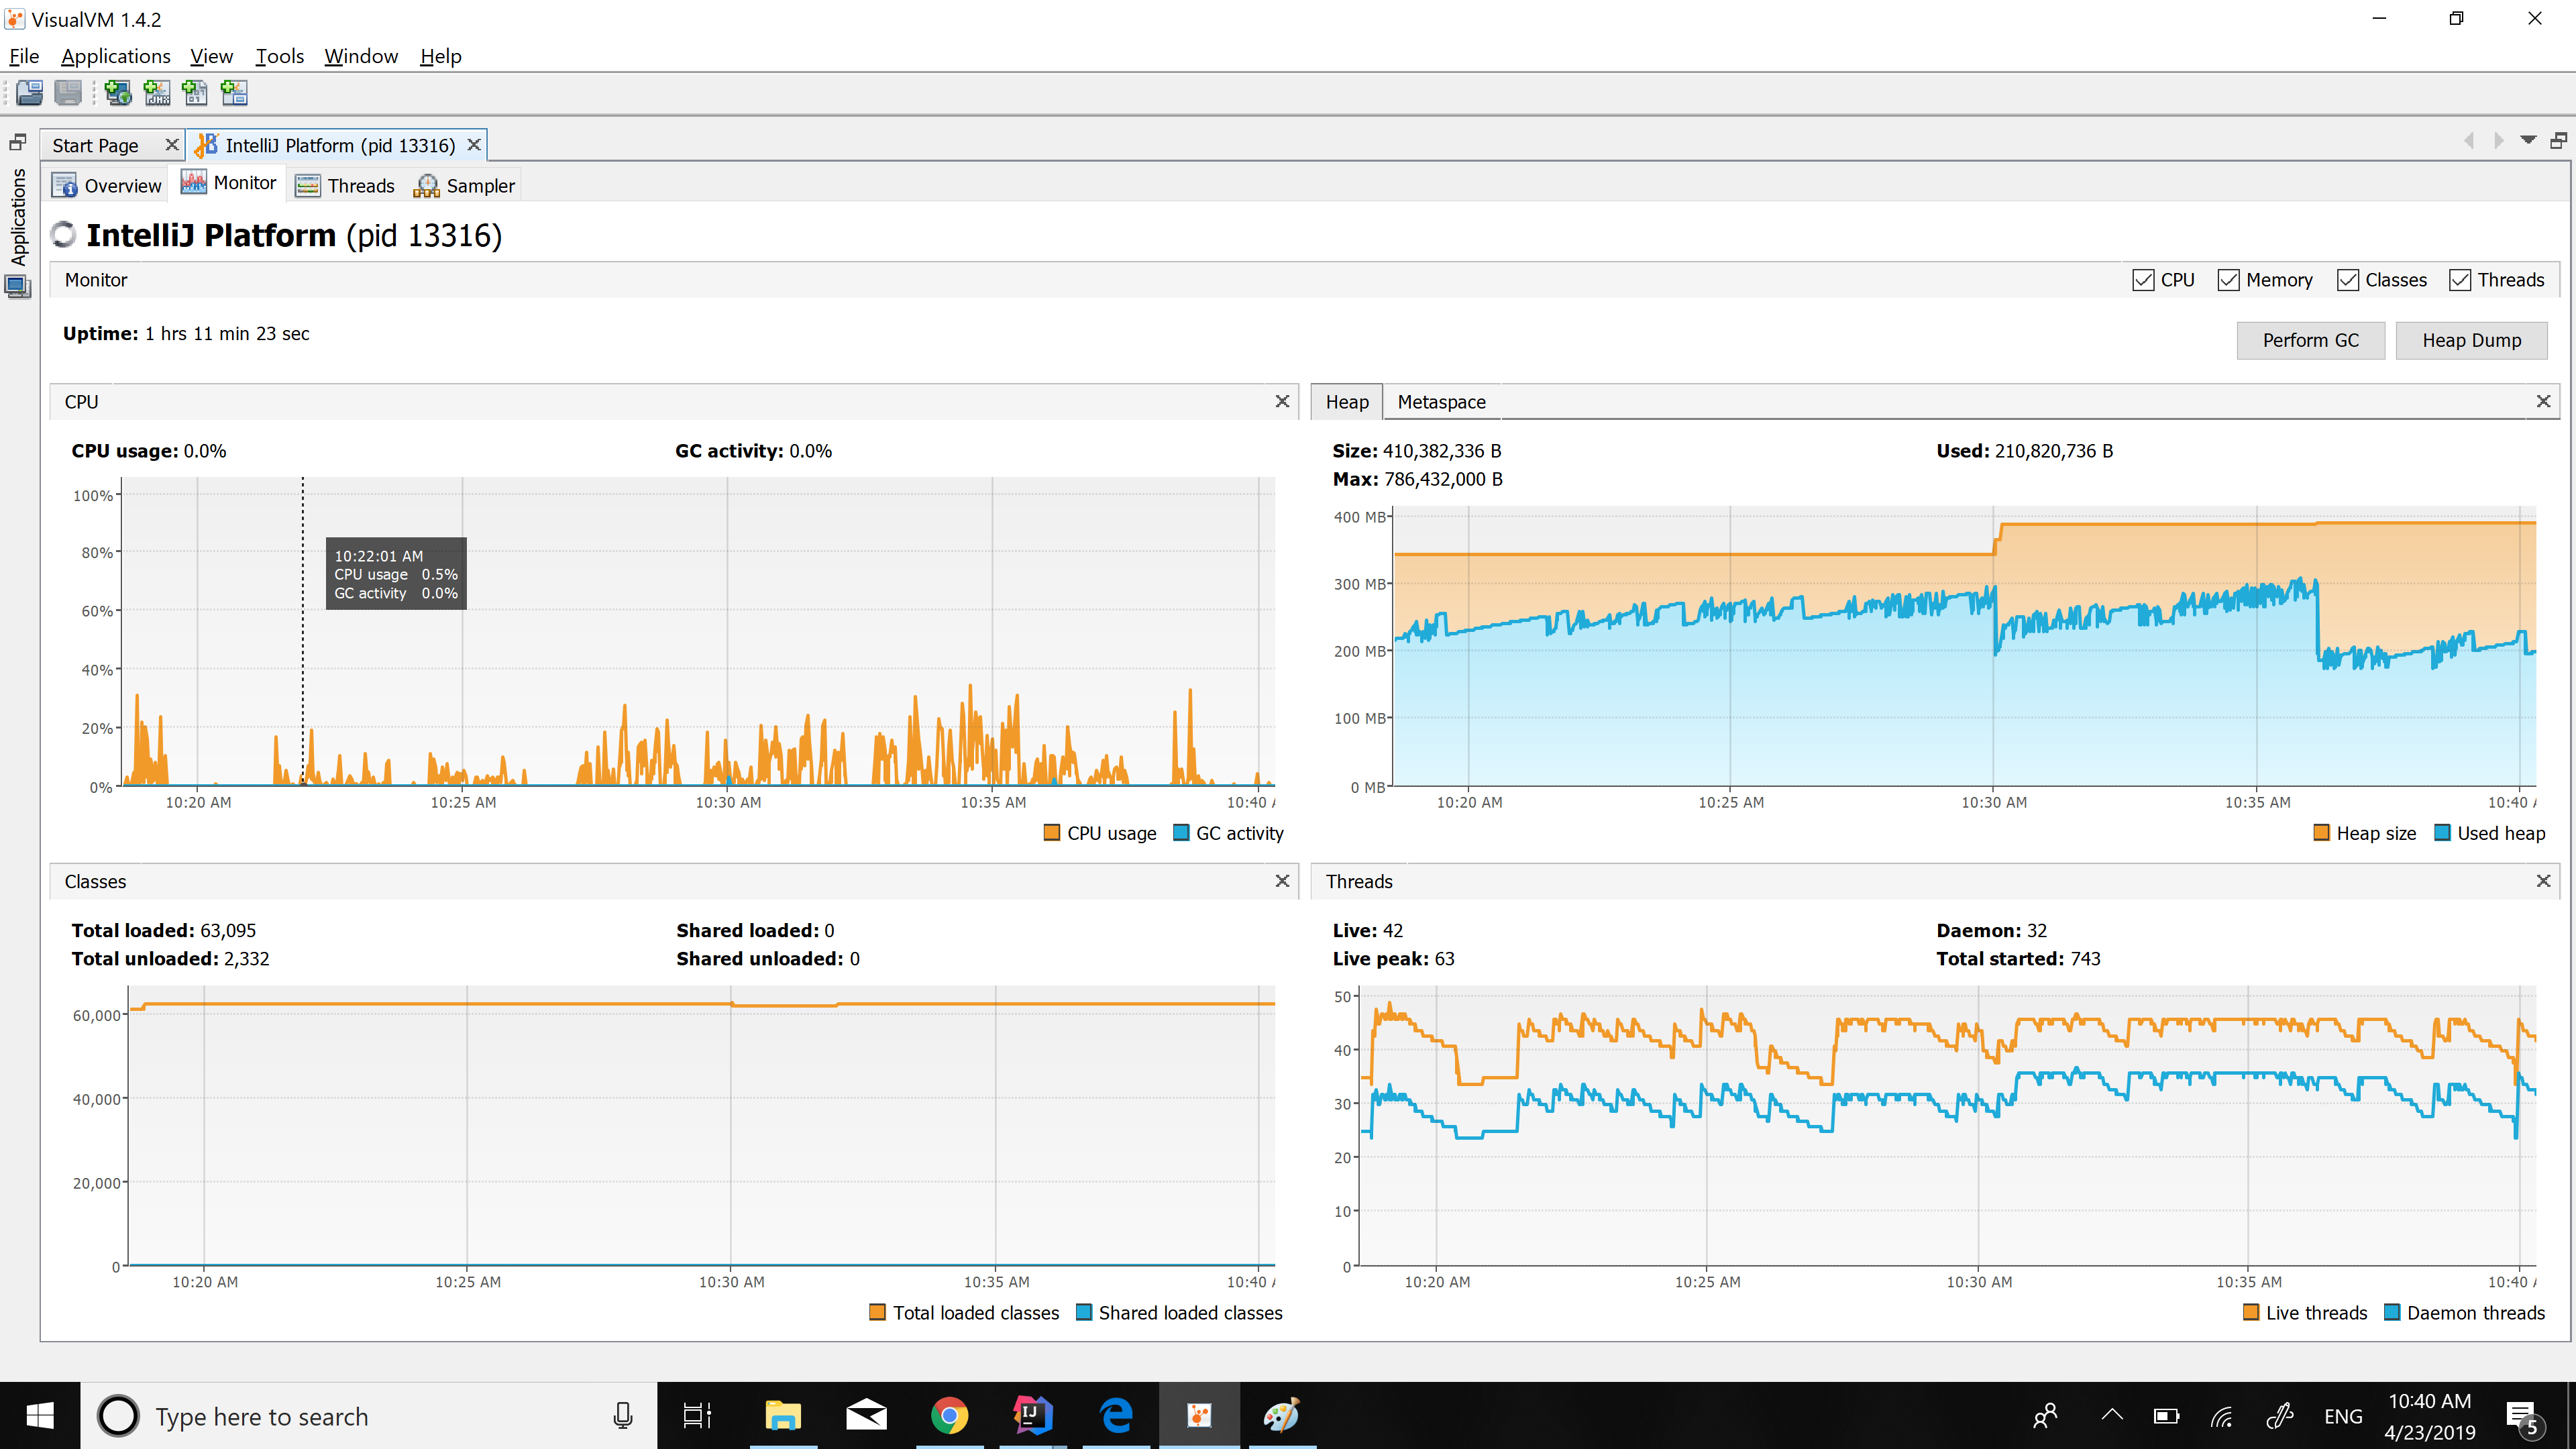 VisualVM 1.4.2
File Applications View Tools Window Help
Applications
Start Page
IntelliJ Platform (pid 13316)
Overview Monitor Threads Sampler
IntelliJ Platform (pid 13316)
Monitor
CPU Memory Classes Threads
Uptime: 1 hrs 11 min 23 sec
Perform GC Heap Dump
CPU
CPU usage: 0.0% GC activity: 0.0%
100%
80%
60%
40%
20%
0%
10:22:01 AM
CPU usage 0.5%
GC activity 0.0%
10:20 AM 10:25 AM 10:30 AM 10:35 AM 10:40
CPU usage GC activity
Heap Metaspace
Size: 410,382,336 B Used: 210,820,736 B
Max: 786,432,000 B
400 MB
300 MB
200 MB
100 MB
0 MB
10:20 AM 10:25 AM 10:30 AM 10:35 AM 10:40
Heap size Used heap
Classes
Total loaded: 63,095 Shared loaded: 0
Total unloaded: 2,332 Shared unloaded: 0
60,000
40,000
20,000
0
10:20 AM 10:25 AM 10:30 AM 10:35 AM 10:40
Total loaded classes Shared loaded classes
Threads
Live: 42 Daemon: 32
Live peak: 63 Total started: 743
50
40
30
20
10
0
10:20 AM 10:25 AM 10:30 AM 10:35 AM 10:40
Live threads Daemon threads
Type here to search
IJ
ENG
10:40 AM
4/23/2019
5